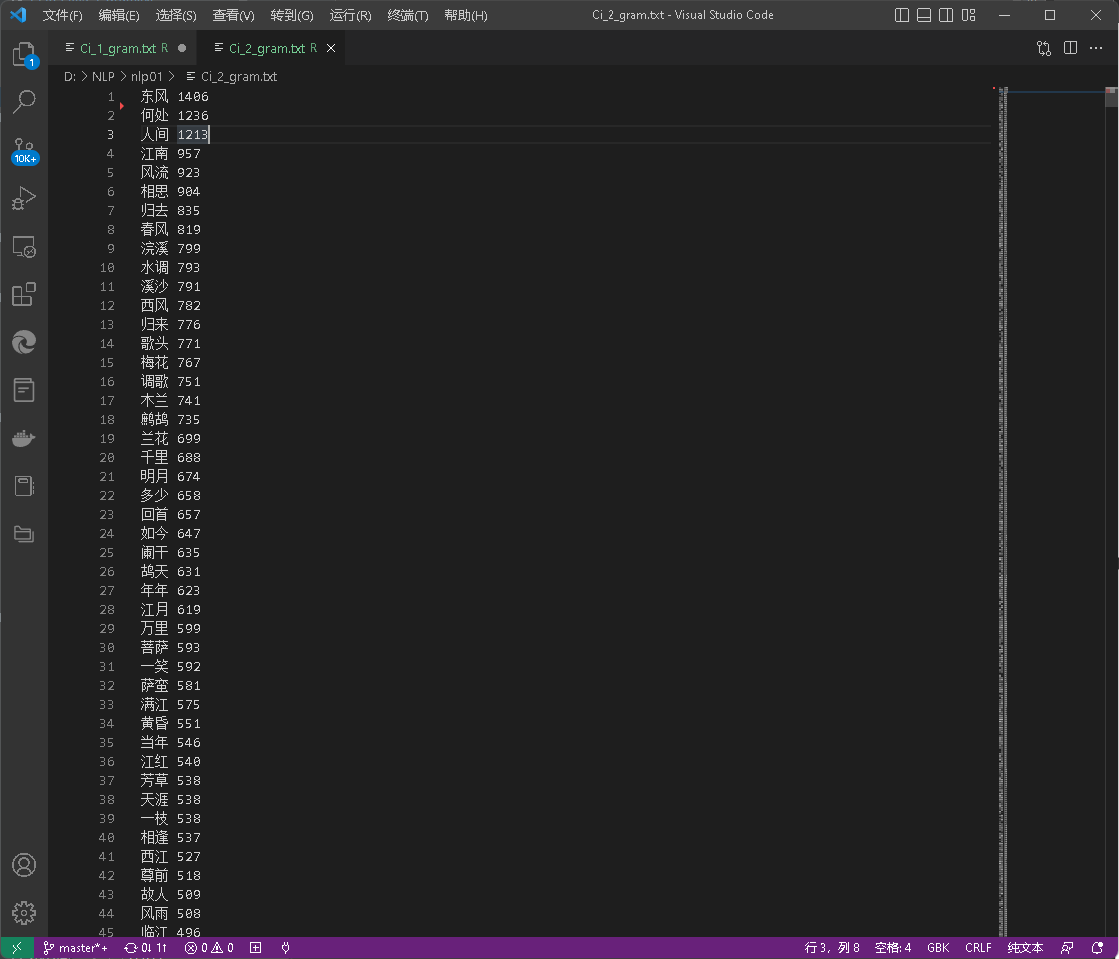 文件(F) 编辑(E) 选择(S) 查看(V) 转到(G) 运行(R) 终端(T) 帮助(H) Ci_2_gram.txt - Visual Studio Code
Ci_1_gram.txt R Ci_2_gram.txt R
D: > NLP > nlp01 > Ci_2_gram.txt
1 东风 1406
2 何处 1236
3 人间 1213
4 江南 957
5 风流 923
6 相思 904
7 归去 835
8 春风 819
9 浣溪 799
10 水调 793
11 溪沙 791
12 西风 782
13 归来 776
14 歌头 771
15 梅花 767
16 调歌 751
17 木兰 741
18 鹧鸪 735
19 兰花 699
20 千里 688
21 明月 674
22 多少 658
23 回首 657
24 如今 647
25 阑干 635
26 鸪天 631
27 年年 623
28 江月 619
29 万里 599
30 菩萨 593
31 一笑 592
32 萨蛮 581
33 满江 575
34 黄昏 551
35 当年 546
36 江红 540
37 芳草 538
38 天涯 538
39 一枝 538
40 相逢 537
41 西江 527
42 尊前 518
43 故人 509
44 风雨 508
45 临江 496
1
10K+
master*+ 0↓ 1↑ 0 0 行 3，列 8 空格: 4 GBK CRLF 纯文本